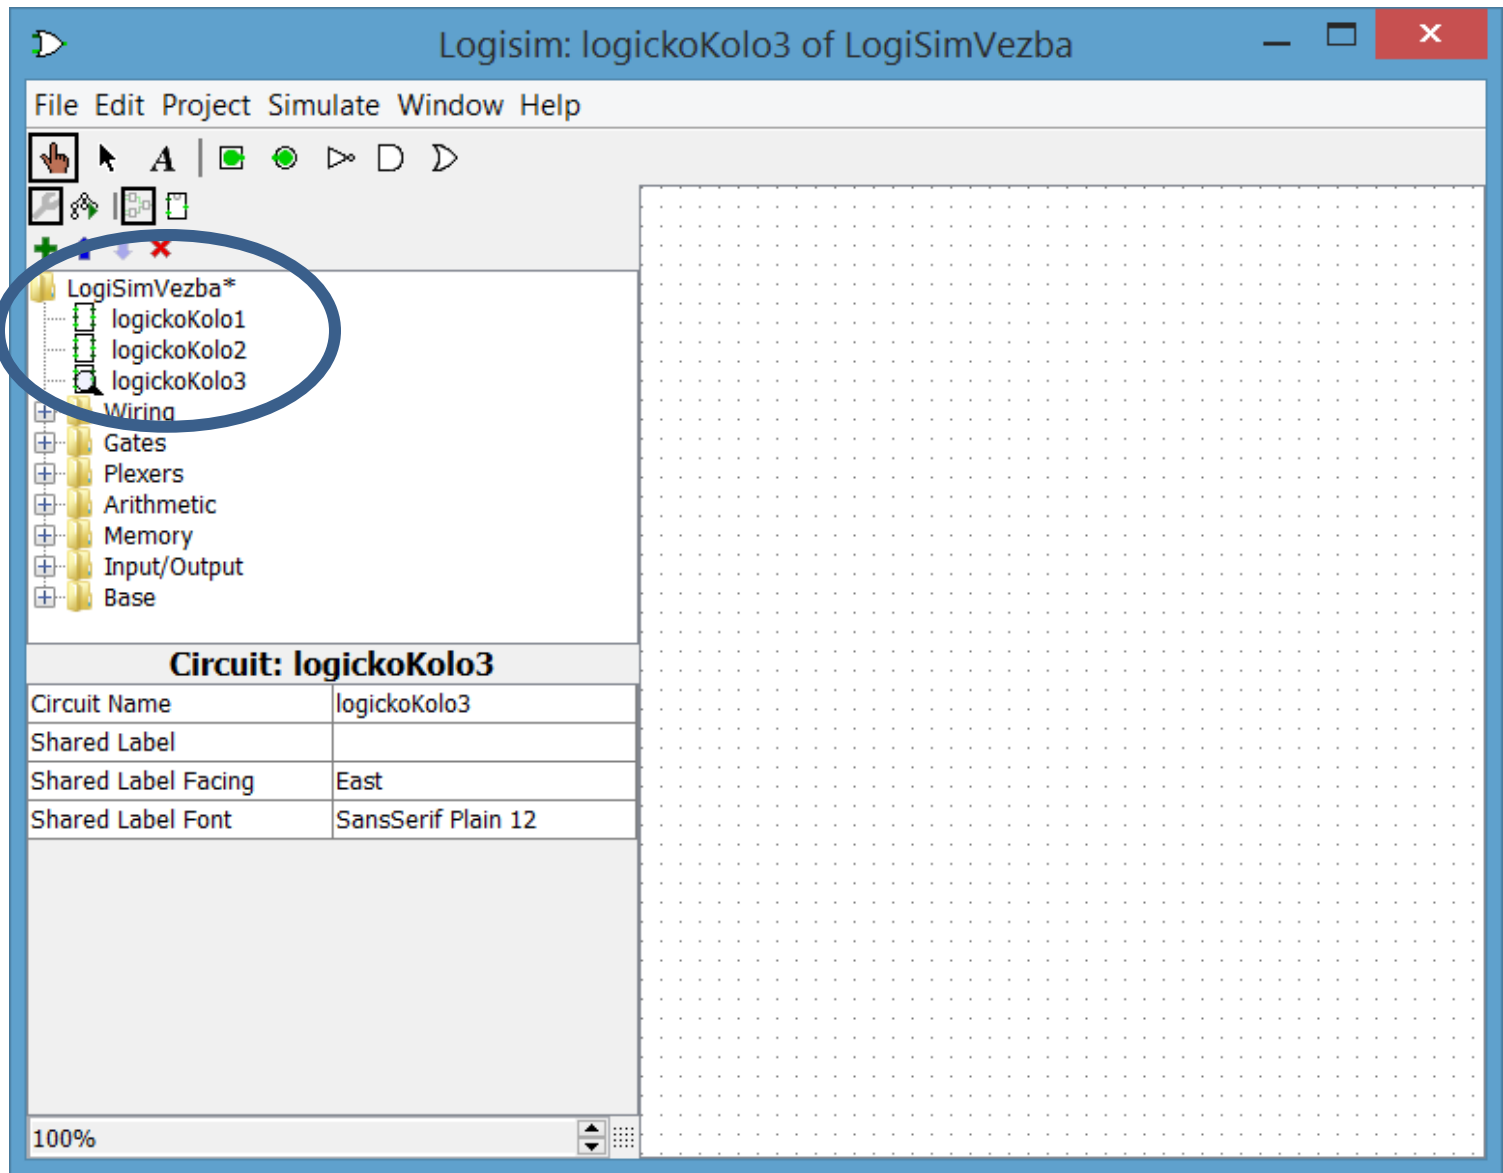 Logisim: logickoKolo3 of LogiSimVezba
File Edit Project Simulate Window Help
A
LogiSimVezba*
logickoKolo1
logickoKolo2
logickoKolo3
Wiring
Gates
Plexers
Arithmetic
Memory
Input/Output
Base
Circuit: logickoKolo3
Circuit Name logickoKolo3
Shared Label
Shared Label Facing East
Shared Label Font SansSerif Plain 12
100%